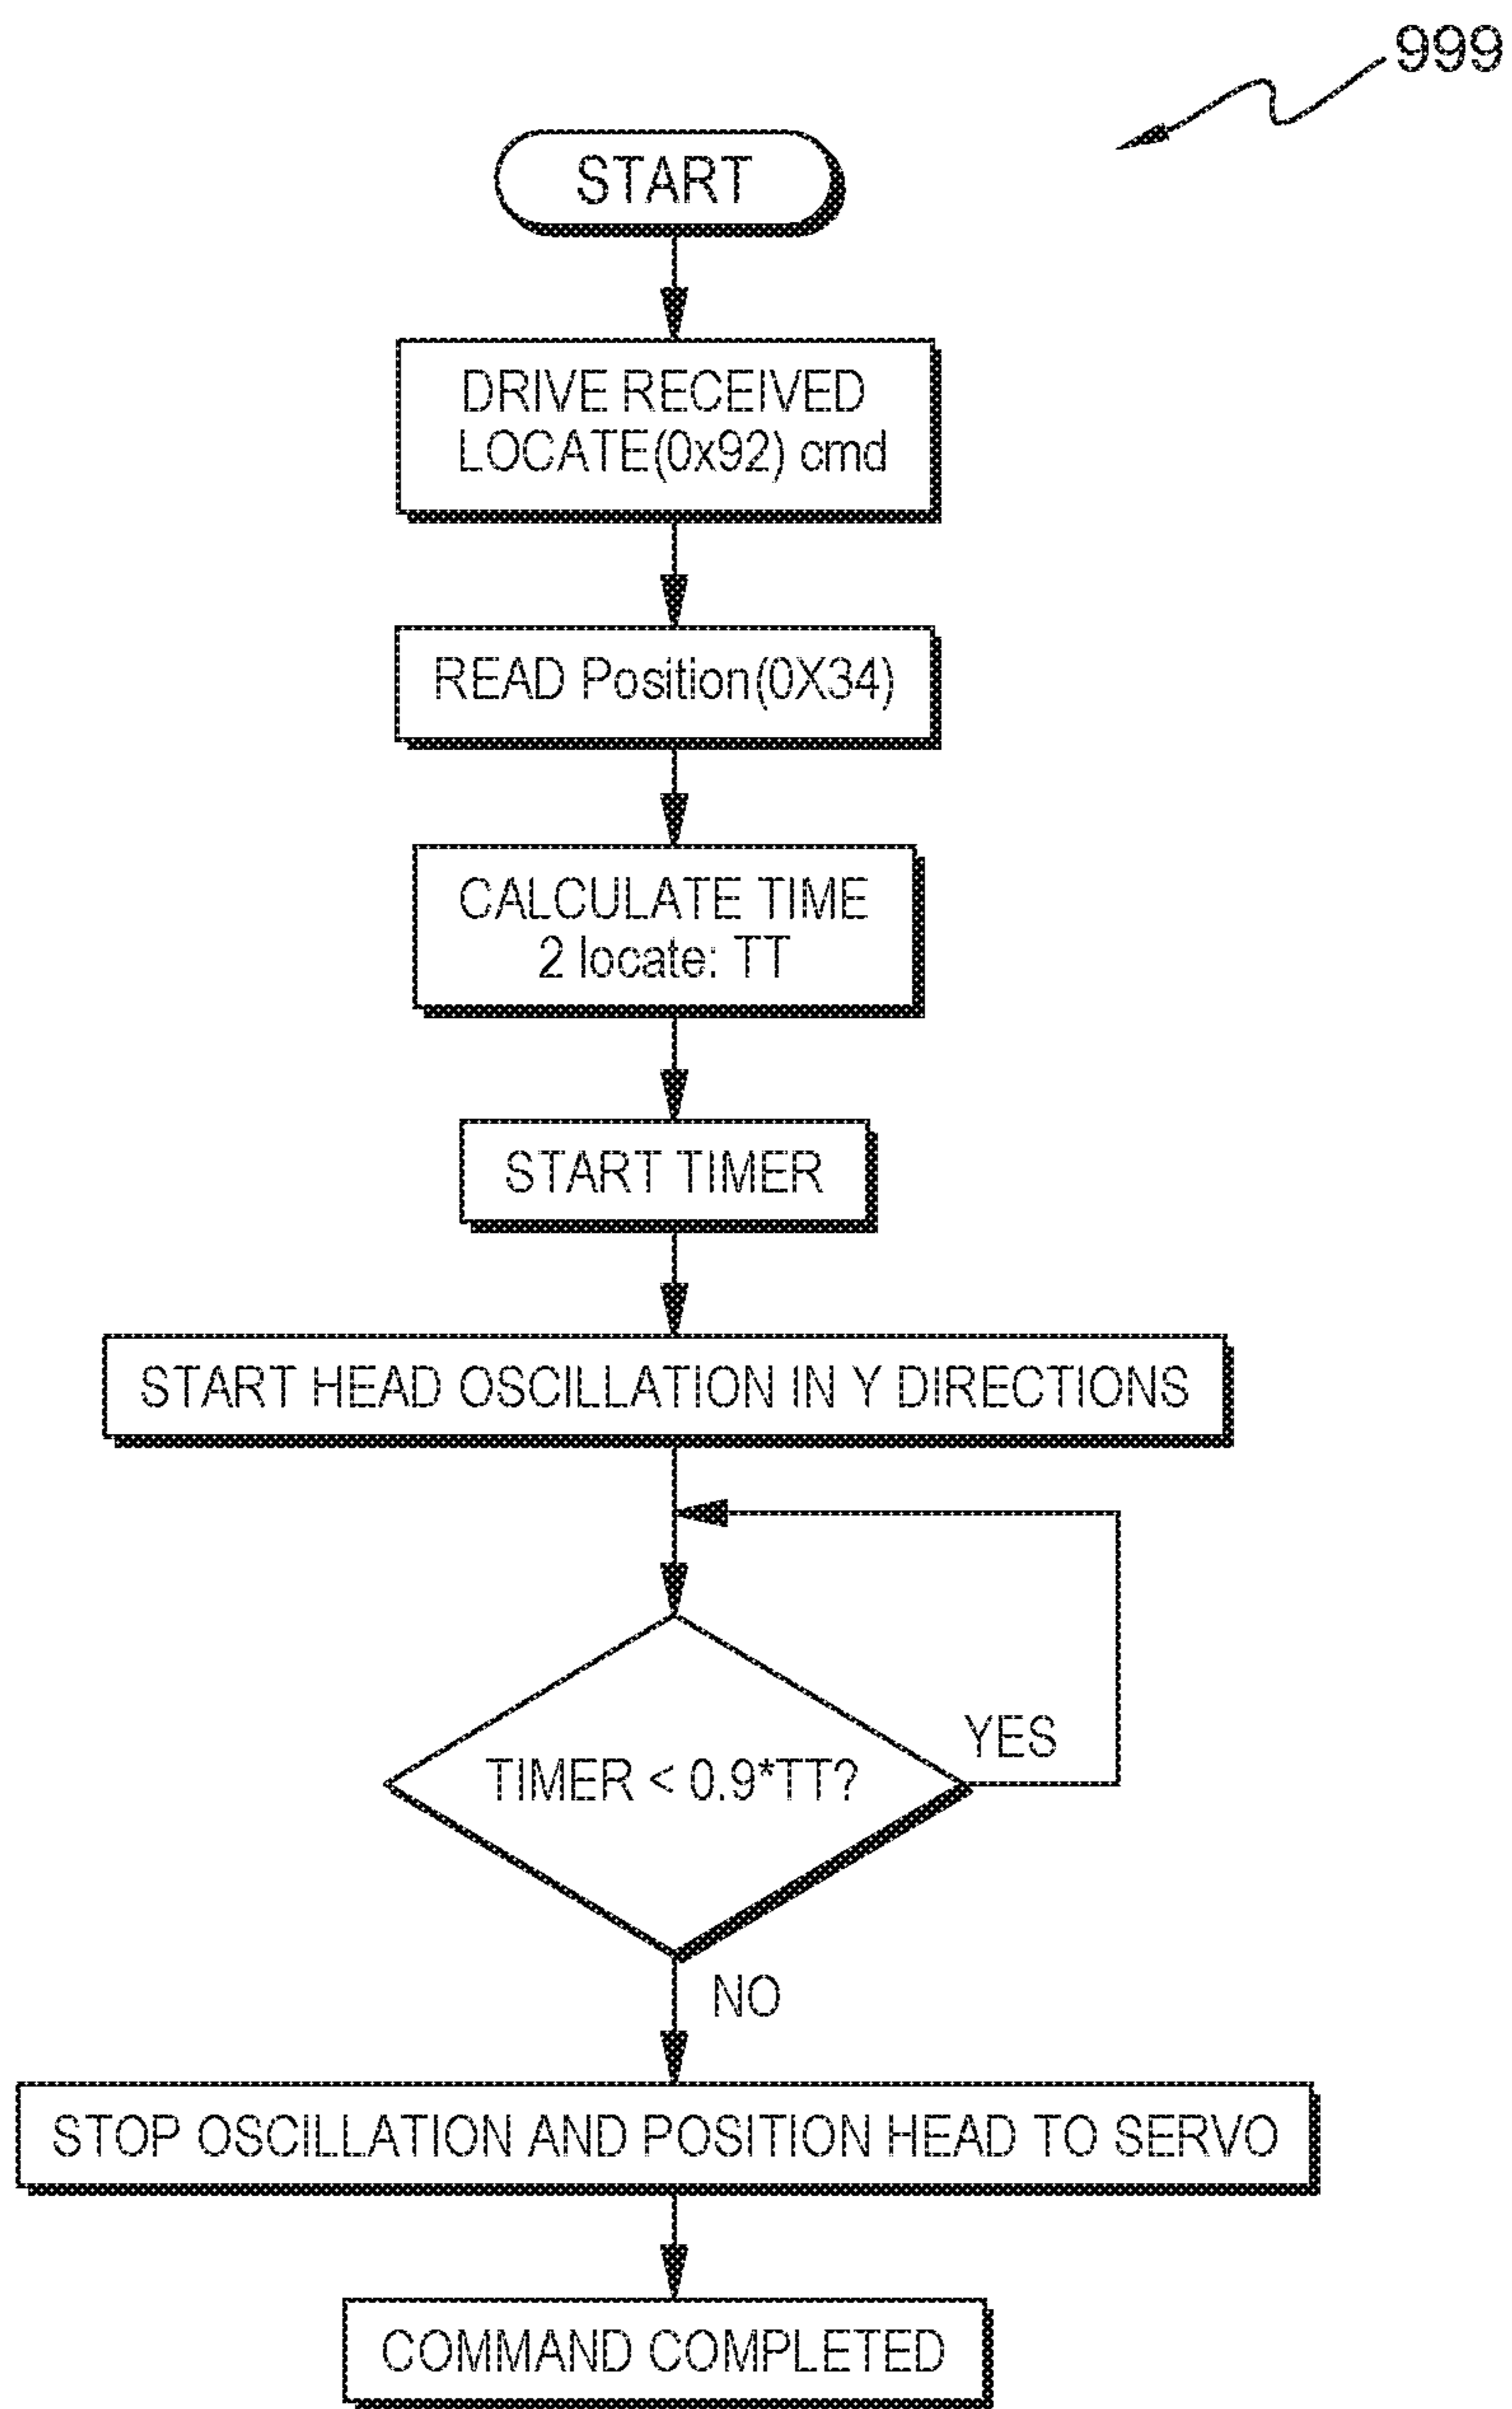 999
START
DRIVE RECEIVED
LOCATE(0x92) cmd
READ Position(0X34)
CALCULATE TIME
2 locate: TT
START TIMER
START HEAD OSCILLATION IN Y DIRECTIONS
YES
TIMER < 0.9*TT?
NO
STOP OSCILLATION AND POSITION HEAD TO SERVO
COMMAND COMPLETED